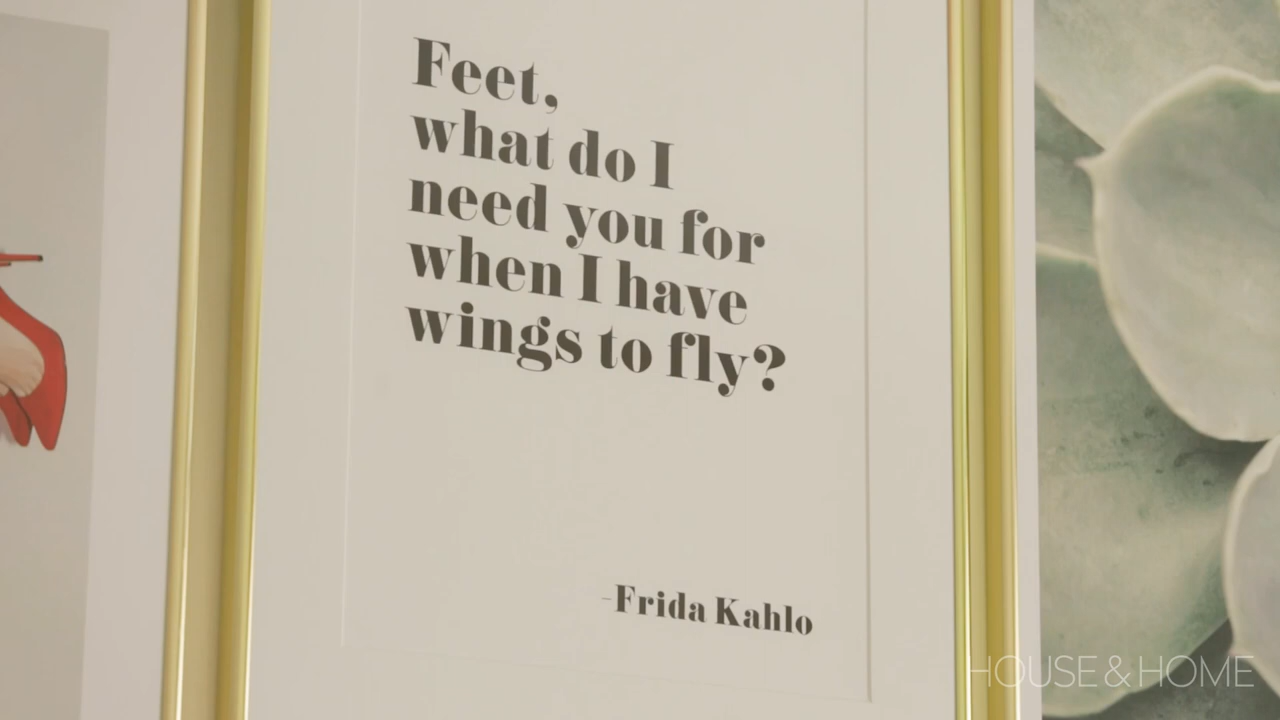 Feet,
what do I
need you for
when I have
wings to fly?
-Frida Kahlo
HOUSE & HOME